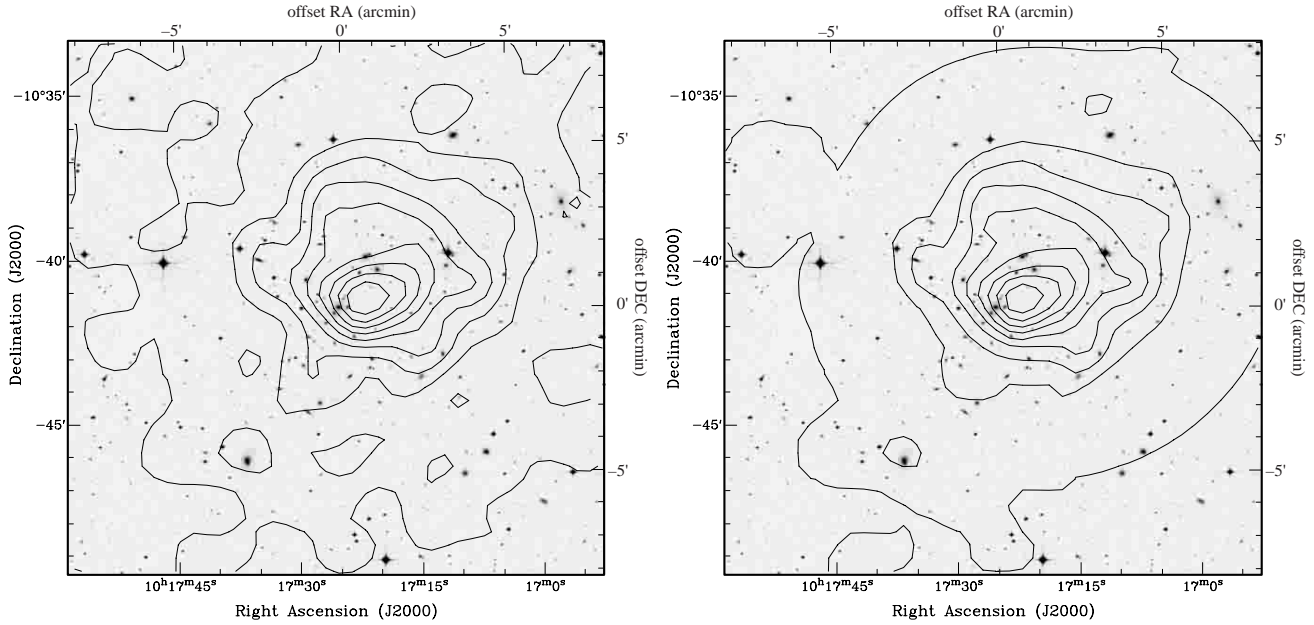 offset RA (arcmin)
−5' 0' 5'
−10°35'
−40'
−45'
5'
0'
−5'
Declination (J2000)
offset DEC (arcmin)
10ʰ17ᵐ45ˢ 17ᵐ30ˢ 17ᵐ15ˢ 17ᵐ0ˢ
Right Ascension (J2000)
offset RA (arcmin)
−5' 0' 5'
−10°35'
−40'
−45'
5'
0'
−5'
Declination (J2000)
offset DEC (arcmin)
10ʰ17ᵐ45ˢ 17ᵐ30ˢ 17ᵐ15ˢ 17ᵐ0ˢ
Right Ascension (J2000)